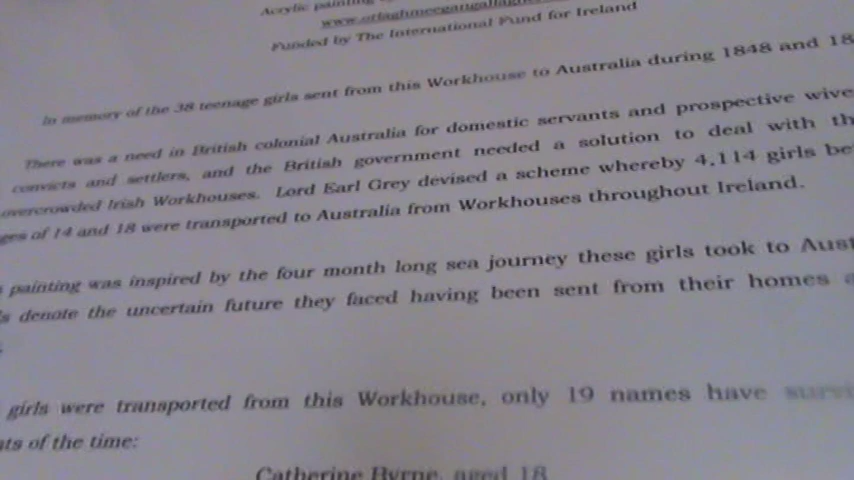 Acrylic painting
Funded by The International Fund for Ireland
In memory of the 38 teenage girls sent from this Workhouse to Australia during 1848 and 18
There was a need in British colonial Australia for domestic servants and prospective wive
convicts and settlers, and the British government needed a solution to deal with th
overcrowded Irish Workhouses. Lord Earl Grey devised a scheme whereby 4,114 girls be
ges of 14 and 18 were transported to Australia from Workhouses throughout Ireland.
painting was inspired by the four month long sea journey these girls took to Aust
s denote the uncertain future they faced having been sent from their homes
girls were transported from this Workhouse, only 19 names have survi
nts of the time:
Catherine Byrne, aged 18